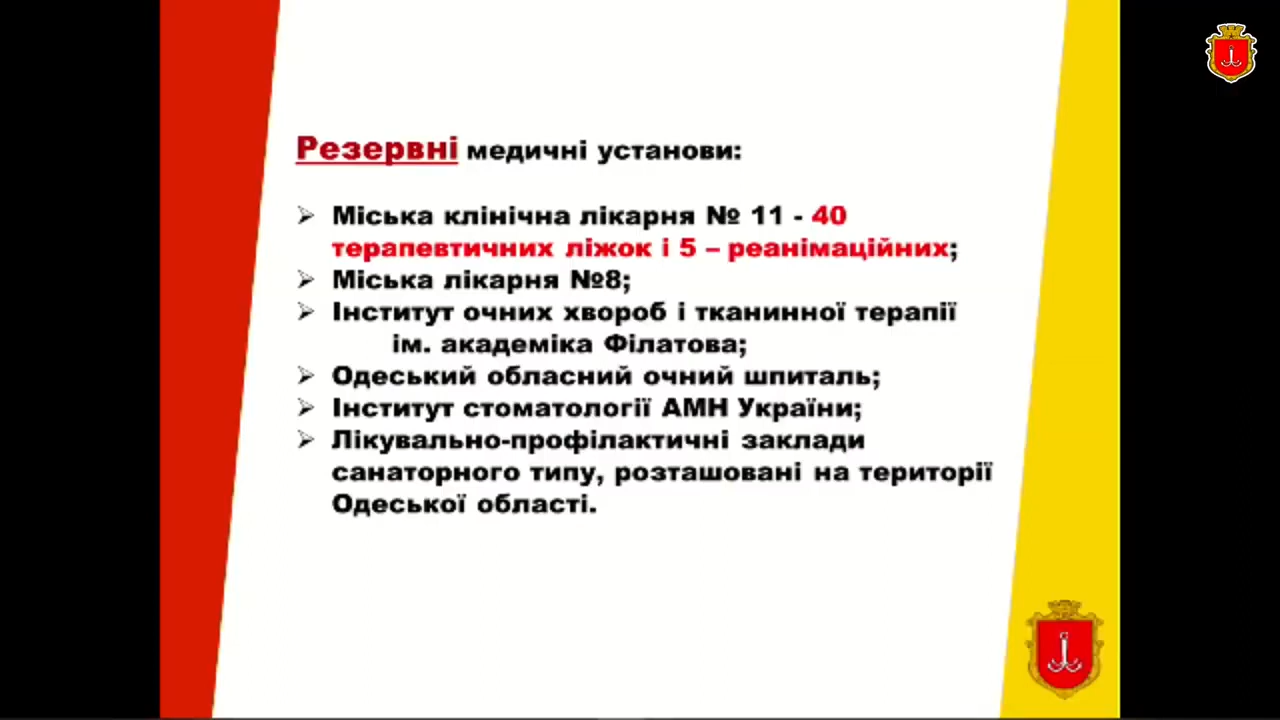 Резервні медичні установи:
➢ Міська клінічна лікарня № 11 - 40
терапевтичних ліжок і 5 – реанімаційних;
➢ Міська лікарня №8;
➢ Інститут очних хвороб і тканинної терапії
ім. академіка Філатова;
➢ Одеський обласний очний шпиталь;
➢ Інститут стоматології АМН України;
➢ Лікувально-профілактичні заклади
санаторного типу, розташовані на території
Одеської області.